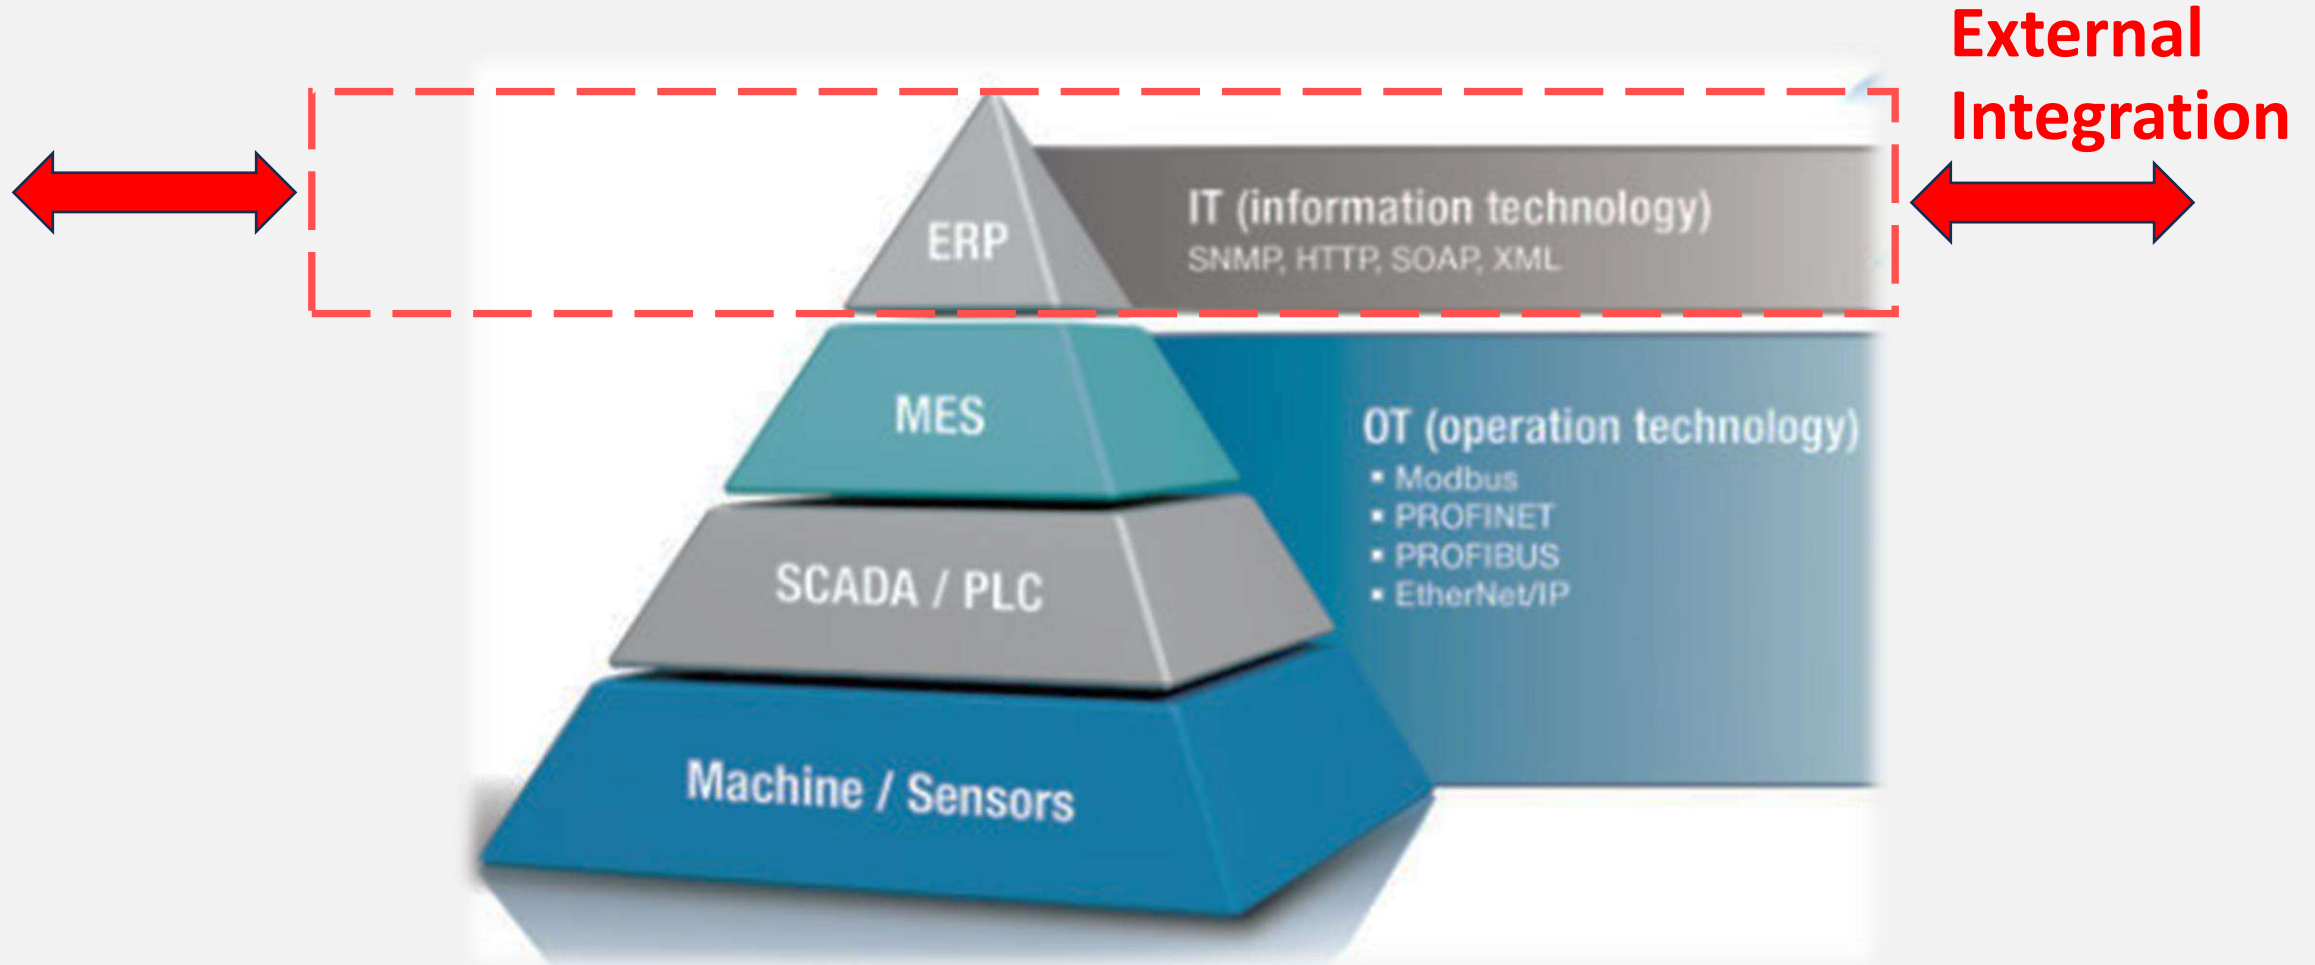 External
Integration
IT (information technology)
SNMP, HTTP, SOAP, XML
ERP
MES
OT (operation technology)
▪ Modbus
▪ PROFINET
▪ PROFIBUS
▪ EtherNet/IP
SCADA / PLC
Machine / Sensors